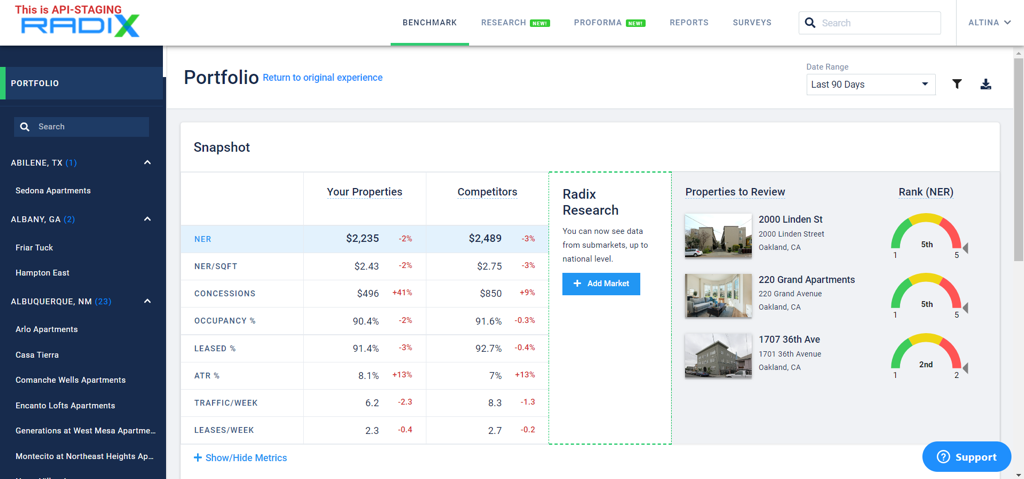 This is API-STAGING
RADIX
BENCHMARK
RESEARCH NEW!
PROFORMA NEW!
REPORTS
SURVEYS
Search
ALTINA
PORTFOLIO
Search
ABILENE, TX (1)
Sedona Apartments
ALBANY, GA (2)
Friar Tuck
Hampton East
ALBUQUERQUE, NM (23)
Arlo Apartments
Casa Tierra
Comanche Wells Apartments
Encanto Lofts Apartments
Generations at West Mesa Apartme...
Montecito at Northeast Heights Ap...
Portfolio Return to original experience
Date Range
Last 90 Days
Snapshot
Your Properties Competitors
NER $2,235 -2% $2,489 -3%
NER/SQFT $2.43 -2% $2.75 -3%
CONCESSIONS $496 +41% $850 +9%
OCCUPANCY % 90.4% -2% 91.6% -0.3%
LEASED % 91.4% -3% 92.7% -0.4%
ATR % 8.1% +13% 7% +13%
TRAFFIC/WEEK 6.2 -2.3 8.3 -1.3
LEASES/WEEK 2.3 -0.4 2.7 -0.2
Show/Hide Metrics
Radix
Research
You can now see data
from submarkets, up to
national level.
+ Add Market
Properties to Review Rank (NER)
2000 Linden St
2000 Linden Street
Oakland, CA
5th
1 5
220 Grand Apartments
220 Grand Avenue
Oakland, CA
5th
1 5
1707 36th Ave
1701 36th Avenue
Oakland, CA
2nd
1 2
Support